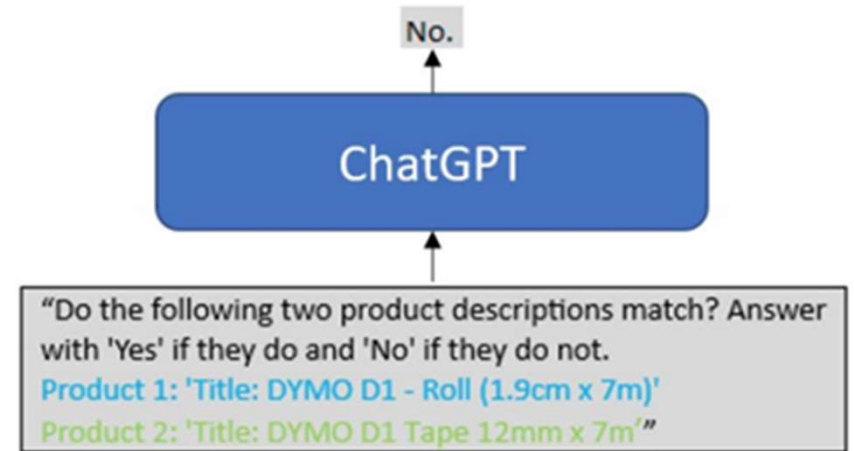 No.
ChatGPT
“Do the following two product descriptions match? Answer
with 'Yes' if they do and 'No' if they do not.
Product 1: 'Title: DYMO D1 - Roll (1.9cm x 7m)'
Product 2: 'Title: DYMO D1 Tape 12mm x 7m'”